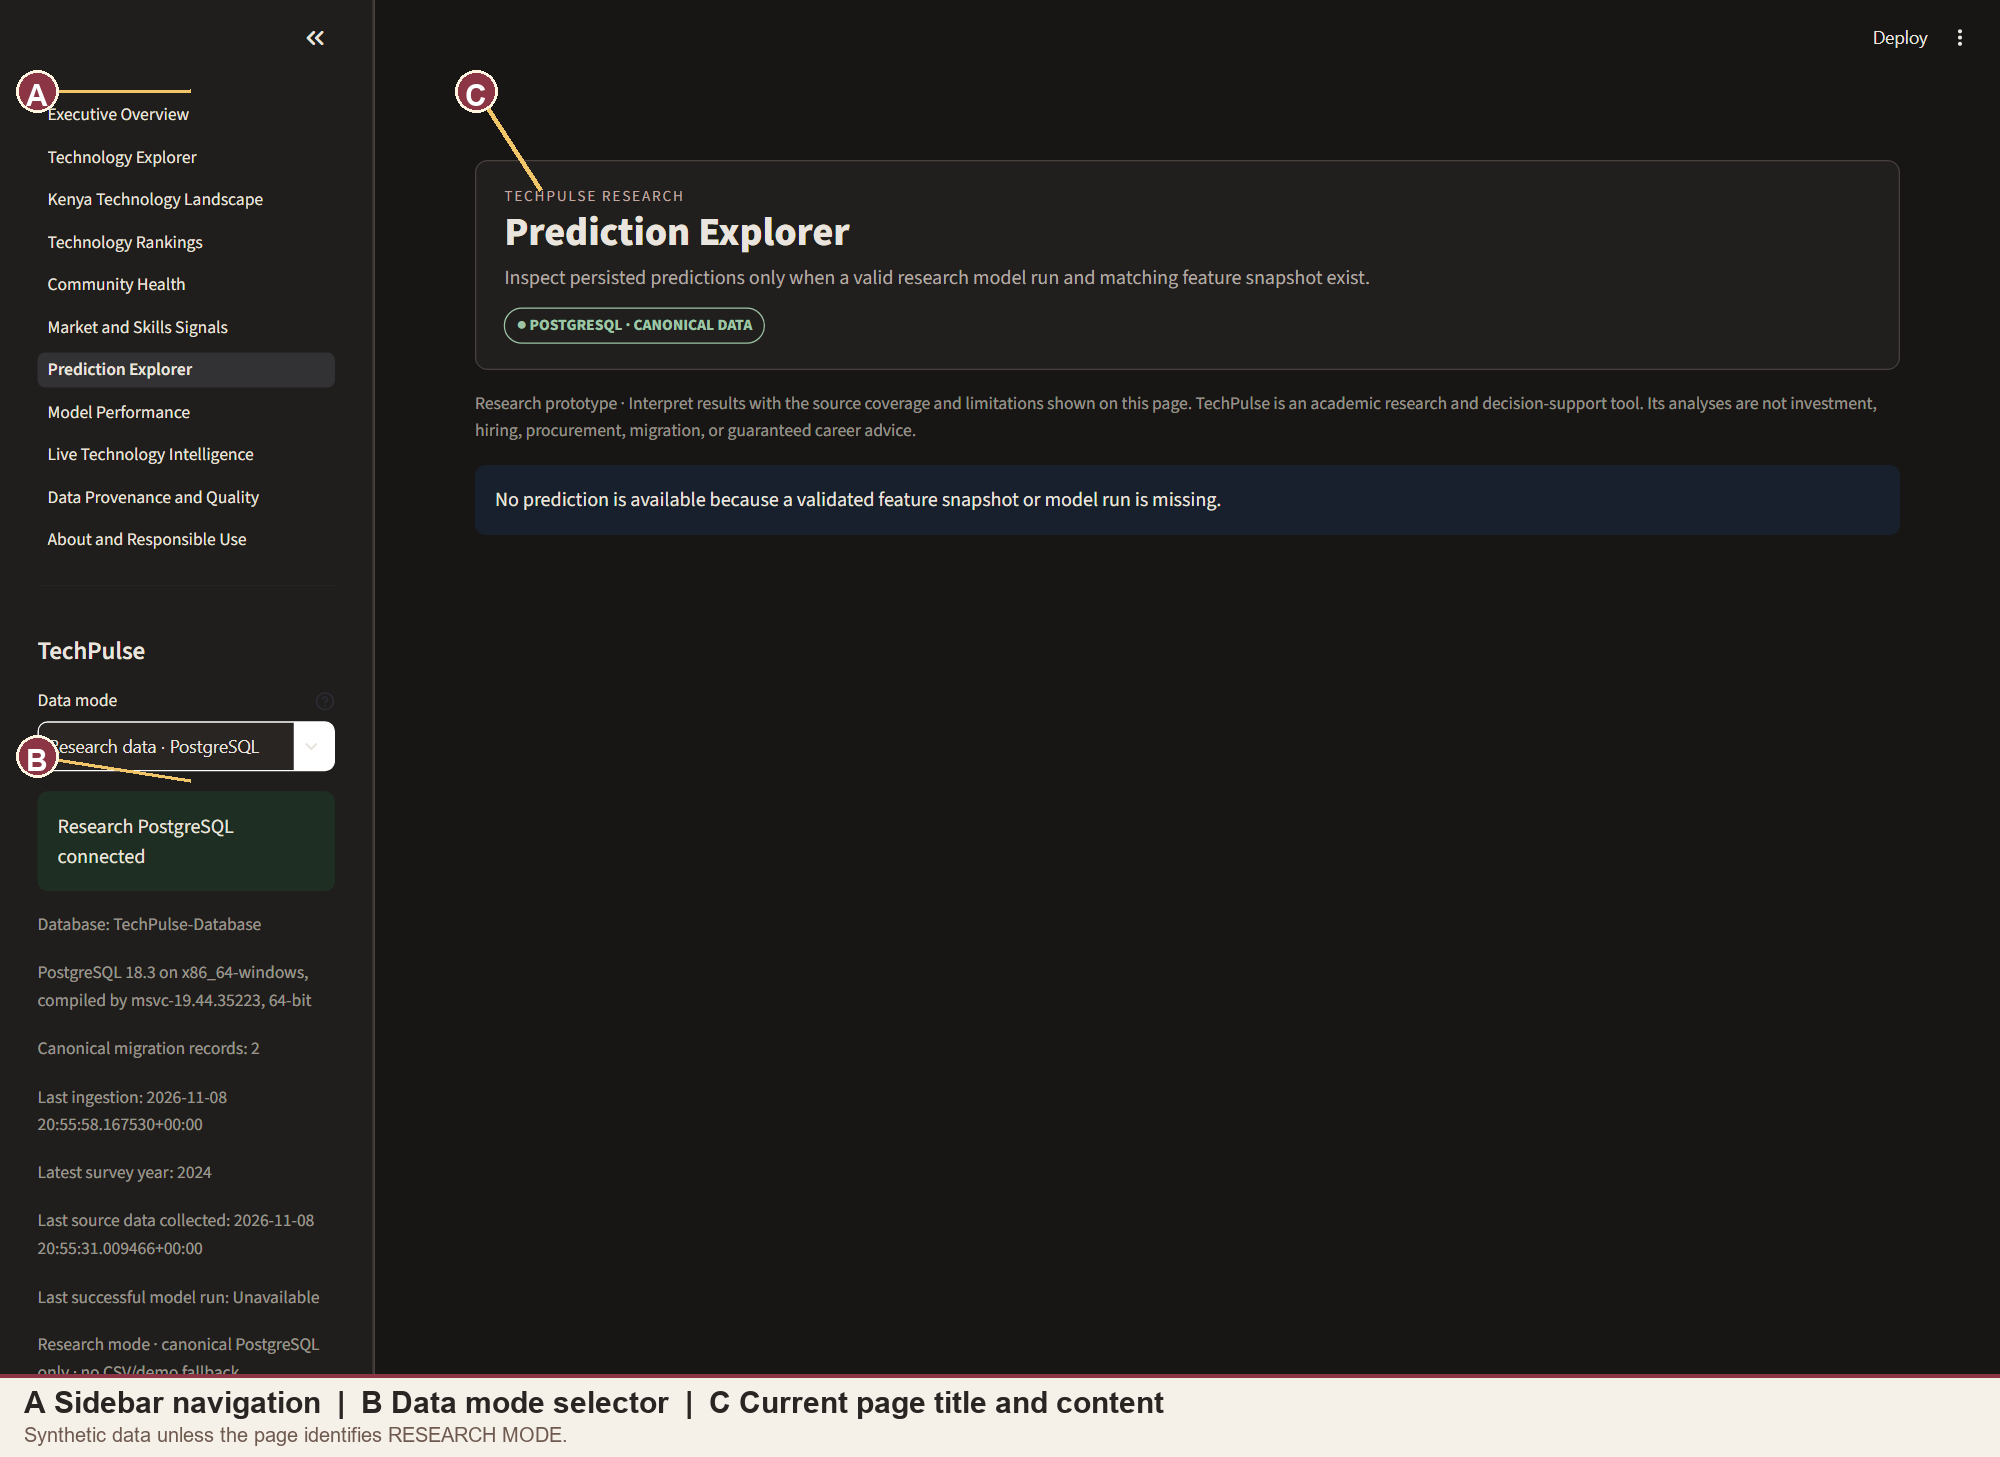 Deploy
A
Executive Overview
Technology Explorer
Kenya Technology Landscape
Technology Rankings
Community Health
Market and Skills Signals
Prediction Explorer
Model Performance
Live Technology Intelligence
Data Provenance and Quality
About and Responsible Use
TechPulse
Data mode
B
Research data · PostgreSQL
Research PostgreSQL
connected
Database: TechPulse-Database
PostgreSQL 18.3 on x86_64-windows,
compiled by msvc-19.44.35223, 64-bit
Canonical migration records: 2
Last ingestion: 2026-11-08
20:55:58.167530+00:00
Latest survey year: 2024
Last source data collected: 2026-11-08
20:55:31.009466+00:00
Last successful model run: Unavailable
Research mode · canonical PostgreSQL
only · no CSV/demo fallback
C
TECHPULSE RESEARCH
Prediction Explorer
Inspect persisted predictions only when a valid research model run and matching feature snapshot exist.
POSTGRESQL · CANONICAL DATA
Research prototype · Interpret results with the source coverage and limitations shown on this page. TechPulse is an academic research and decision-support tool. Its analyses are not investment,
hiring, procurement, migration, or guaranteed career advice.
No prediction is available because a validated feature snapshot or model run is missing.
A Sidebar navigation | B Data mode selector | C Current page title and content
Synthetic data unless the page identifies RESEARCH MODE.